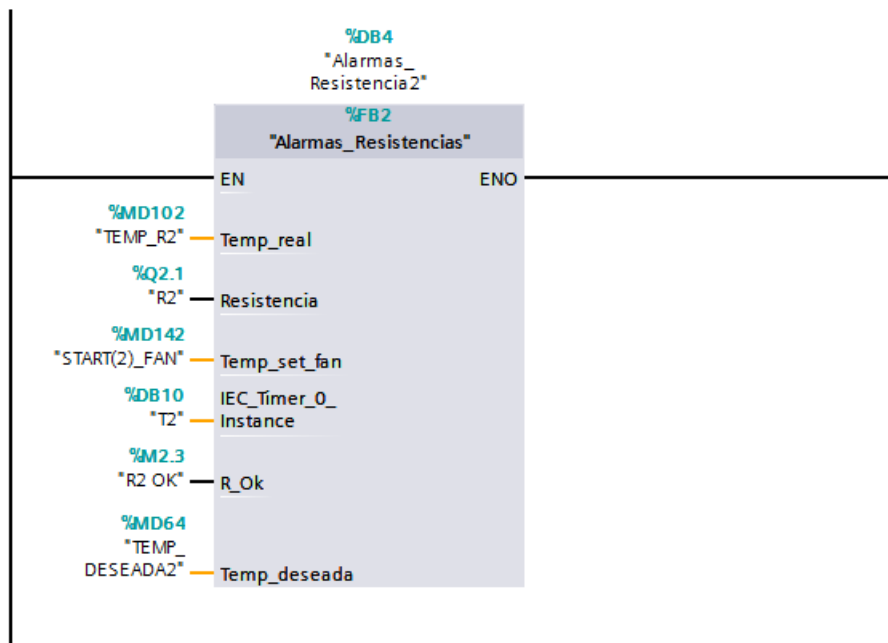 %DB4
"Alarmas_
Resistencia2"
%FB2
"Alarmas_Resistencias"
EN
ENO
%MD102
"TEMP_R2"
Temp_real
%Q2.1
"R2"
Resistencia
%MD142
"START(2)_FAN"
Temp_set_fan
%DB10
"T2"
IEC_Timer_0_
Instance
%M2.3
"R2 OK"
R_Ok
%MD64
"TEMP_
DESEADA2"
Temp_deseada